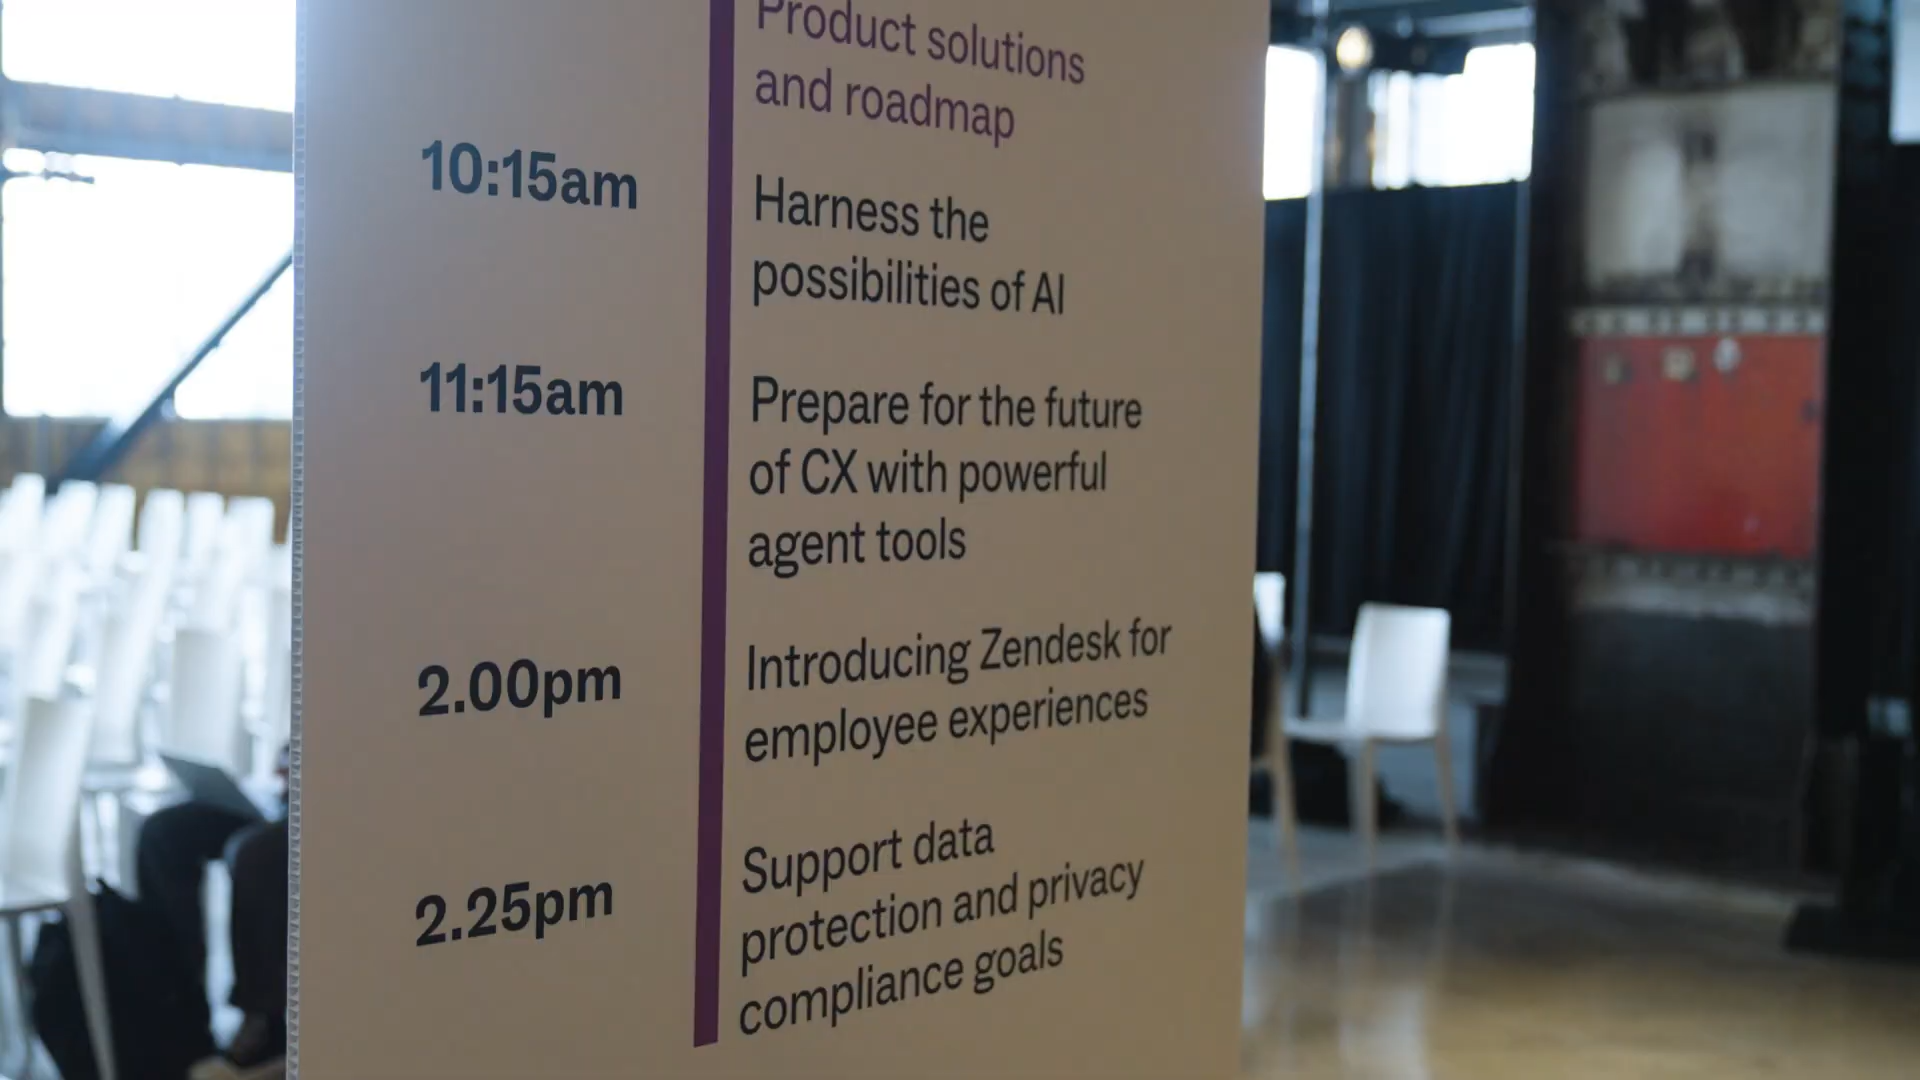 Product solutions
and roadmap
10:15am
Harness the
possibilities of AI
11:15am
Prepare for the future
of CX with powerful
agent tools
2.00pm
Introducing Zendesk for
employee experiences
2.25pm
Support data
protection and privacy
compliance goals